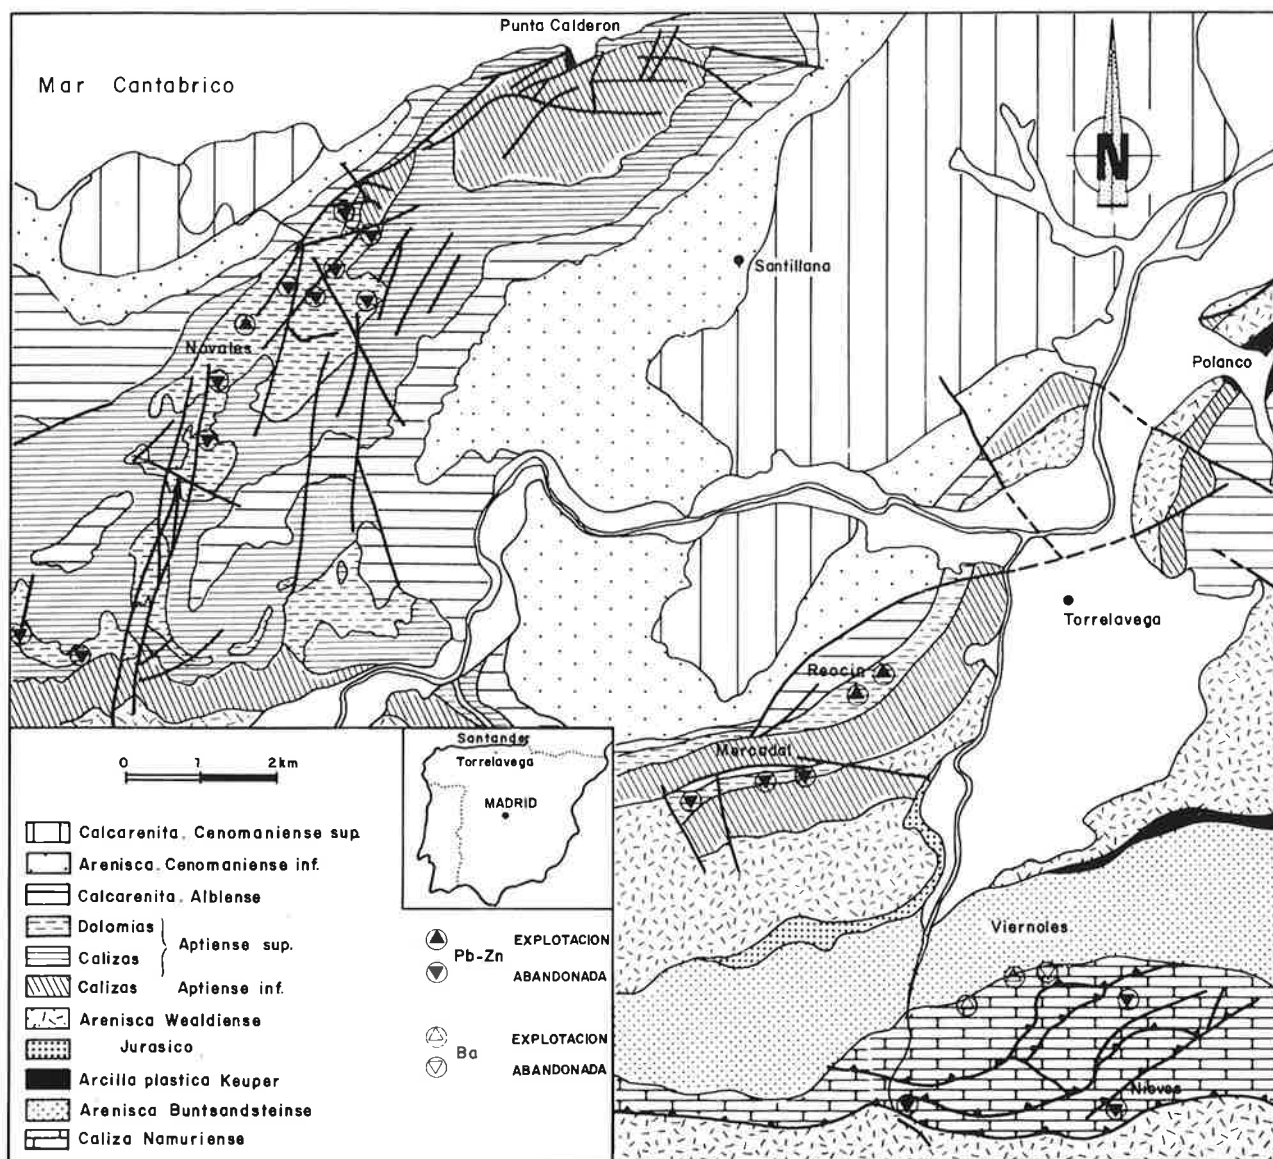 Punta Calderon
Mar Cantabrico
N
Santillana
Novales
Polanco
Torrelavega
Reocin
Mercadal
Viernoles
Nieves
0 1 2 km
Santander
Torrelavega
MADRID
Calcarenita. Cenomaniense sup.
Arenisca. Cenomaniense inf.
Calcarenita. Albiense
Dolomias
Aptiense sup.
Calizas
Calizas Aptiense inf.
Arenisca Wealdiense
Jurasico
Arcilla plastica Keuper
Arenisca Buntsandsteinse
Caliza Namuriense
Pb-Zn
EXPLOTACION
ABANDONADA
Ba
EXPLOTACION
ABANDONADA